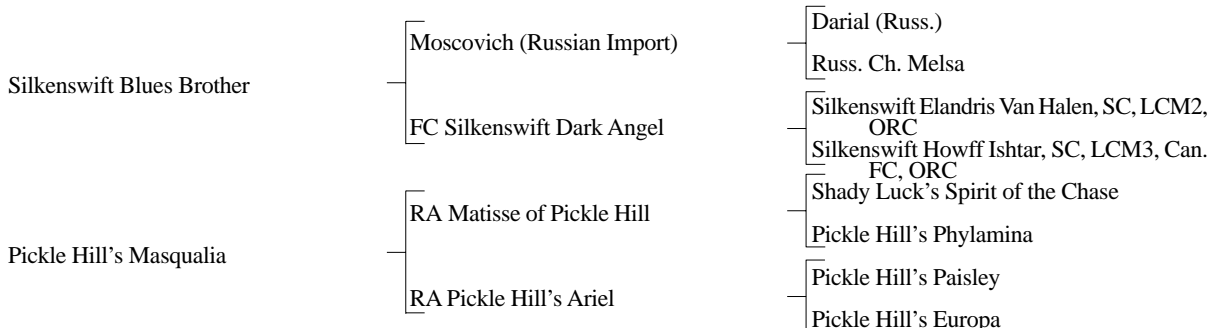 Silkenswift Blues Brother
Moscovich (Russian Import)
Darial (Russ.)
Russ. Ch. Melsa
FC Silkenswift Dark Angel
Silkenswift Elandris Van Halen, SC, LCM2,
ORC
Silkenswift Howff Ishtar, SC, LCM3, Can.
FC, ORC
Pickle Hill’s Masqualia
RA Matisse of Pickle Hill
Shady Luck’s Spirit of the Chase
Pickle Hill’s Phylamina
RA Pickle Hill’s Ariel
Pickle Hill’s Paisley
Pickle Hill’s Europa